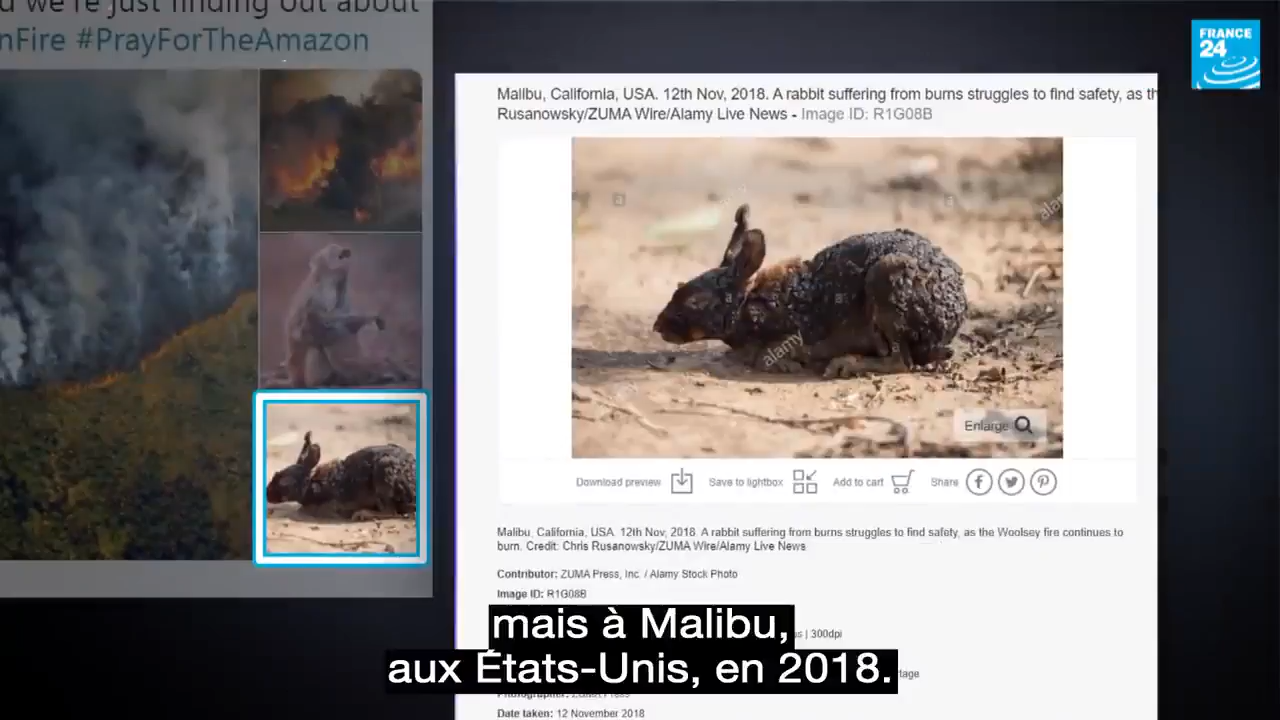 d we're just finding out about
nFire #PrayForTheAmazon
FRANCE
24
Malibu, California, USA. 12th Nov, 2018. A rabbit suffering from burns struggles to find safety, as th
Rusanowsky/ZUMA Wire/Alamy Live News - Image ID: R1G08B
a
a
alamy
a
a
alamy
a
Enlarge
Download preview
Save to lightbox
Add to cart
Share
Malibu, California, USA. 12th Nov, 2018. A rabbit suffering from burns struggles to find safety, as the Woolsey fire continues to
burn. Credit: Chris Rusanowsky/ZUMA Wire/Alamy Live News
Contributor: ZUMA Press, Inc. / Alamy Stock Photo
Image ID: R1G08B
mais à Malibu,
s | 300dpi
aux États-Unis, en 2018.
Date taken: 12 November 2018